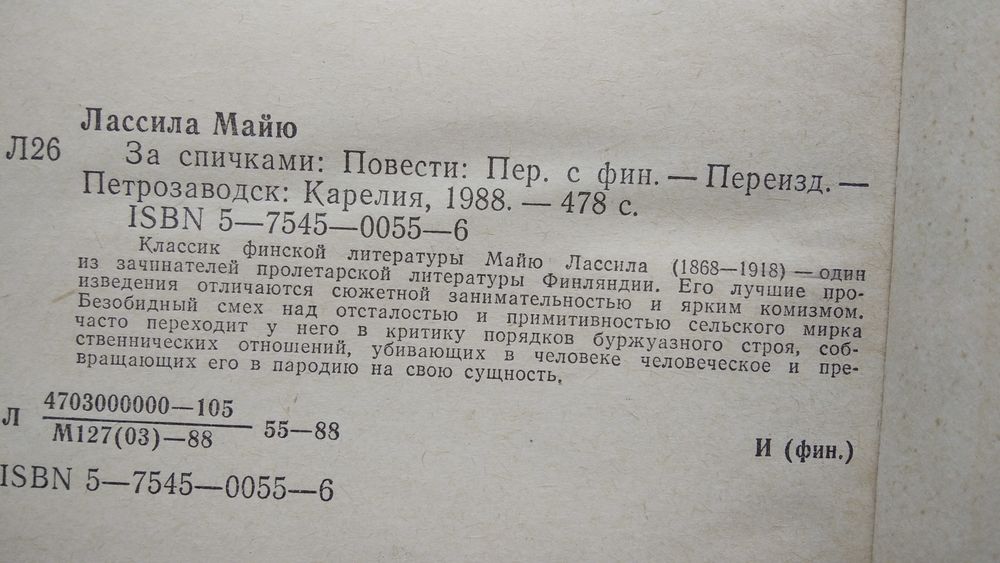 Лассила Майю
Л26
За спичками: Повести: Пер. с фин. — Переизд. —
Петрозаводск: Карелия, 1988. — 478 с.
ISBN 5—7545—0055—6
Классик финской литературы Майю Лассила (1868—1918) — один
из зачинателей пролетарской литературы Финляндии. Его лучшие про-
изведения отличаются сюжетной занимательностью и ярким комизмом.
Безобидный смех над отсталостью и примитивностью сельского мирка
часто переходит у него в критику порядков буржуазного строя, соб-
ственнических отношений, убивающих в человеке человеческое и пре-
вращающих его в пародию на свою сущность.
4703000000—105
Л
М127(03)—88
55—88
И (фин.)
ISBN 5—7545—0055—6